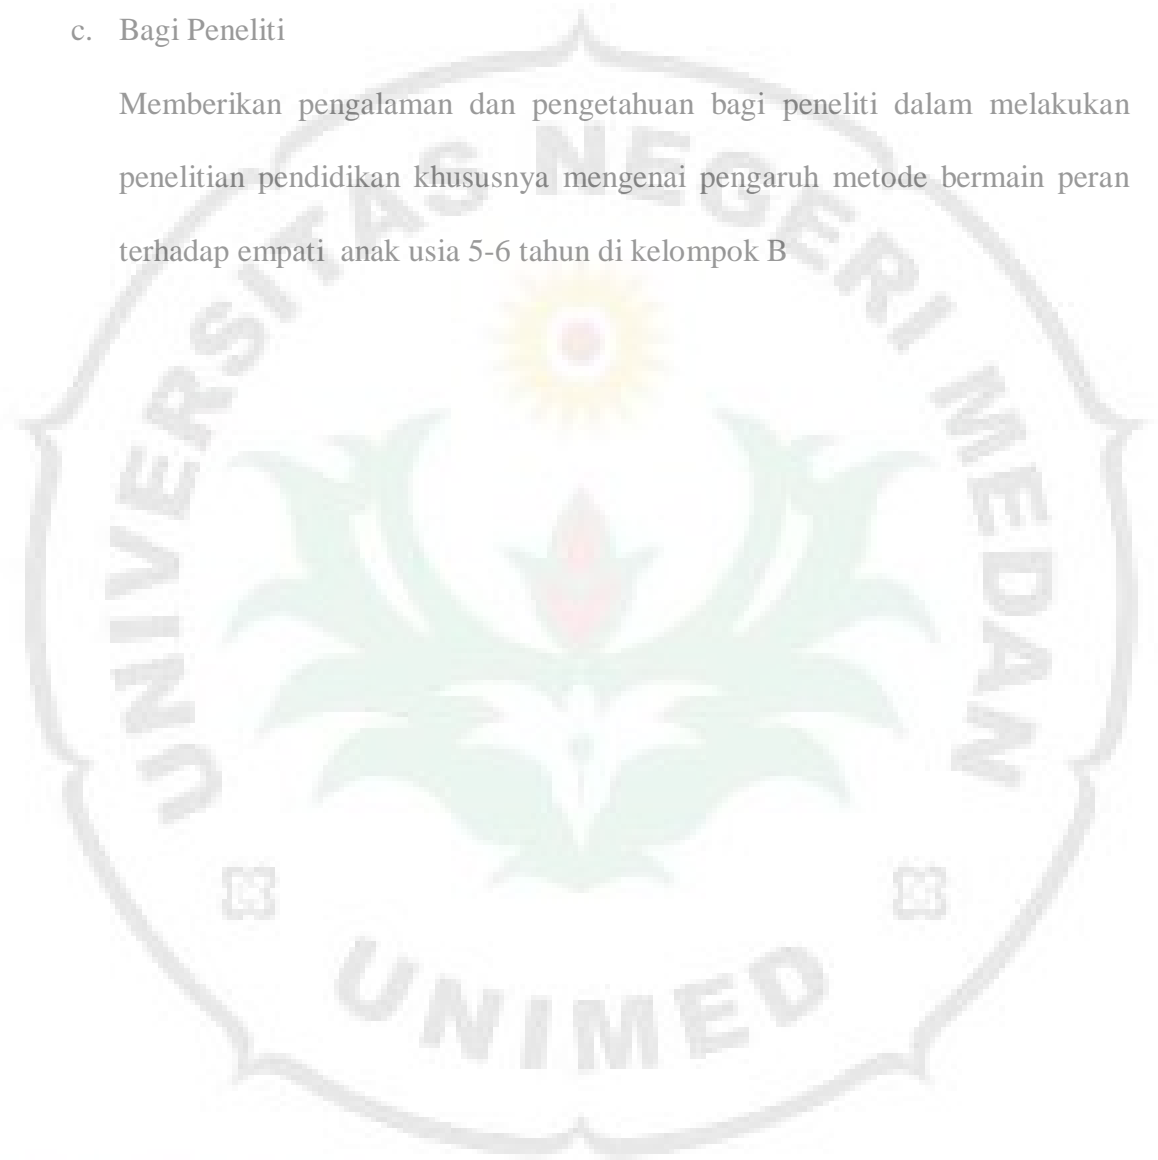 c. Bagi Peneliti
Memberikan pengalaman dan pengetahuan bagi peneliti dalam melakukan
penelitian pendidikan khususnya mengenai pengaruh metode bermain peran
terhadap empati anak usia 5-6 tahun di kelompok B
UNIVERSITAS NEGERI MEDAN
UNIMED